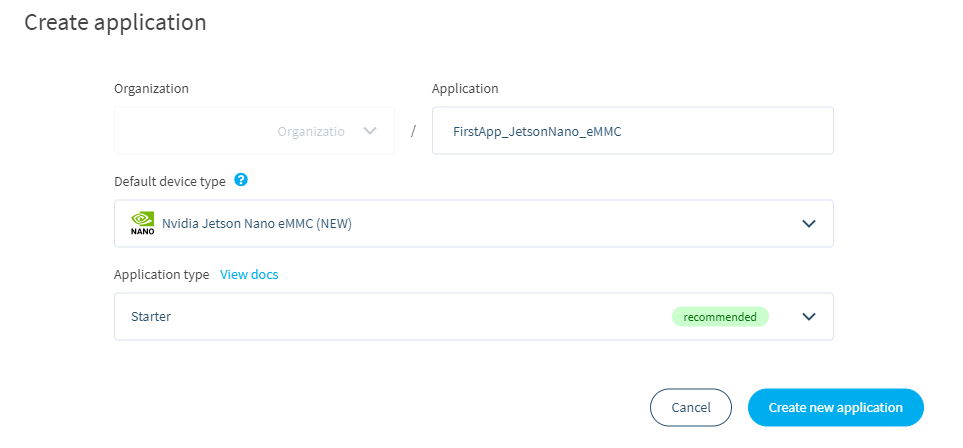 Create application
Organization
Application
Organizatio
/
FirstApp_JetsonNano_eMMC
Default device type ?
NANO
Nvidia Jetson Nano eMMC (NEW)
Application type View docs
Starter
recommended
Cancel
Create new application